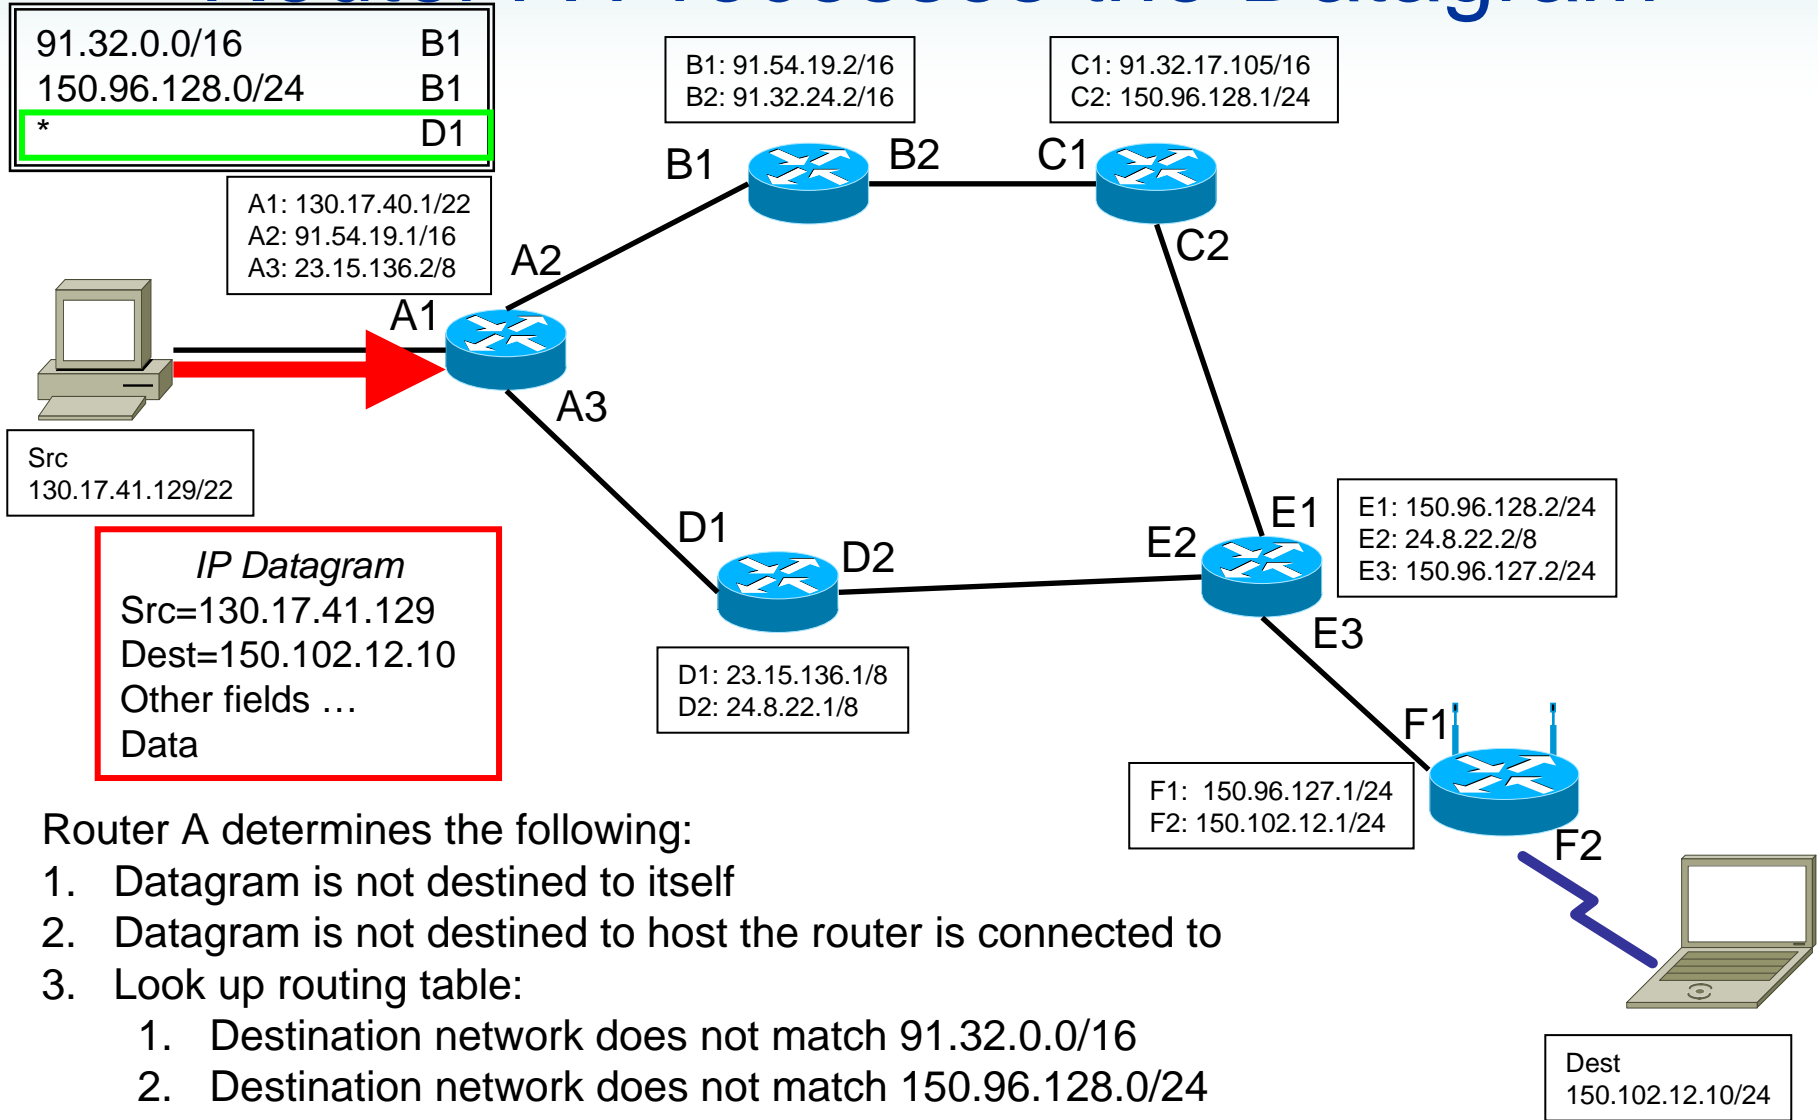 Router A Processes the Datagram
91.32.0.0/16 B1
150.96.128.0/24 B1
* D1
B1: 91.54.19.2/16
B2: 91.32.24.2/16
C1: 91.32.17.105/16
C2: 150.96.128.1/24
A1: 130.17.40.1/22
A2: 91.54.19.1/16
A3: 23.15.136.2/8
B1
B2
C1
C2
A2
A1
A3
Src
130.17.41.129/22
IP Datagram
Src=130.17.41.129
Dest=150.102.12.10
Other fields …
Data
D1
D2
E2
E1
E3
E1: 150.96.128.2/24
E2: 24.8.22.2/8
E3: 150.96.127.2/24
D1: 23.15.136.1/8
D2: 24.8.22.1/8
F1
F1: 150.96.127.1/24
F2: 150.102.12.1/24
F2
Router A determines the following:
1. Datagram is not destined to itself
2. Datagram is not destined to host the router is connected to
3. Look up routing table:
1. Destination network does not match 91.32.0.0/16
2. Destination network does not match 150.96.128.0/24
Dest
150.102.12.10/24